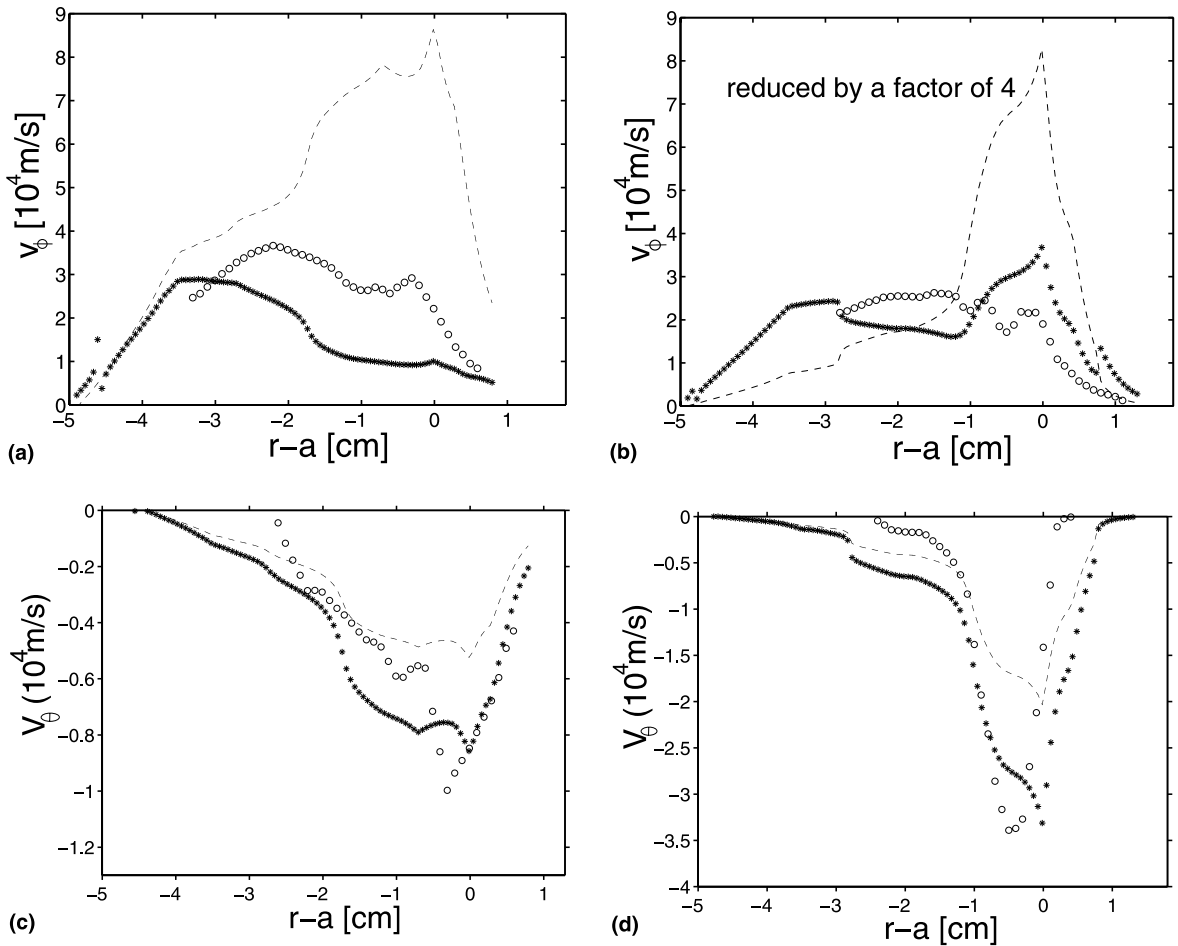 9
8
7
6
5
4
3
2
1
0
v_ϕ [10^4m/s]
−5 −4 −3 −2 −1 0 1
r−a [cm]
(a)
9
8
7
6
5
4
3
2
1
0
v_ϕ [10^4m/s]
reduced by a factor of 4
−5 −4 −3 −2 −1 0 1
r−a [cm]
(b)
0
−0.2
−0.4
−0.6
−0.8
−1
−1.2
V_θ (10^4m/s)
−5 −4 −3 −2 −1 0 1
r−a [cm]
(c)
0
−0.5
−1
−1.5
−2
−2.5
−3
−3.5
−4
V_θ (10^4m/s)
−5 −4 −3 −2 −1 0 1
r−a [cm]
(d)